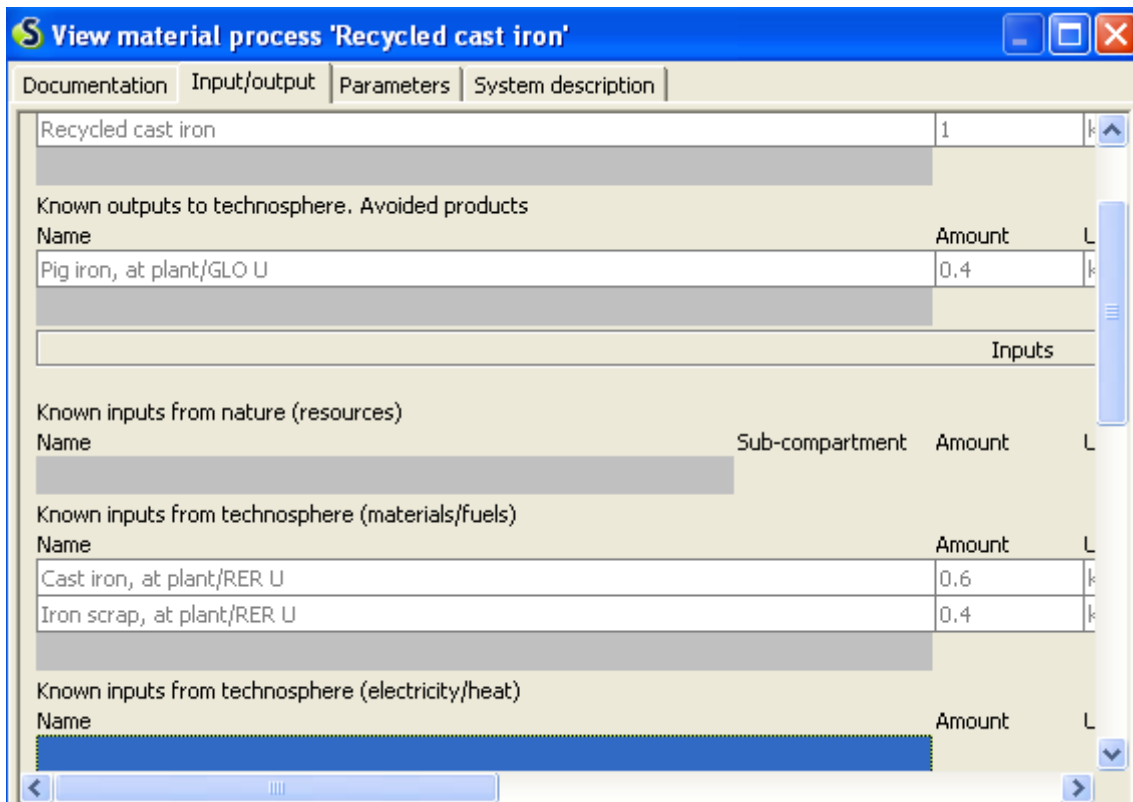 View material process 'Recycled cast iron'
Documentation Input/output Parameters System description
Recycled cast iron 1
Known outputs to technosphere. Avoided products
Name Amount
Pig iron, at plant/GLO U 0.4
Inputs
Known inputs from nature (resources)
Name Sub-compartment Amount
Known inputs from technosphere (materials/fuels)
Name Amount
Cast iron, at plant/RER U 0.6
Iron scrap, at plant/RER U 0.4
Known inputs from technosphere (electricity/heat)
Name Amount